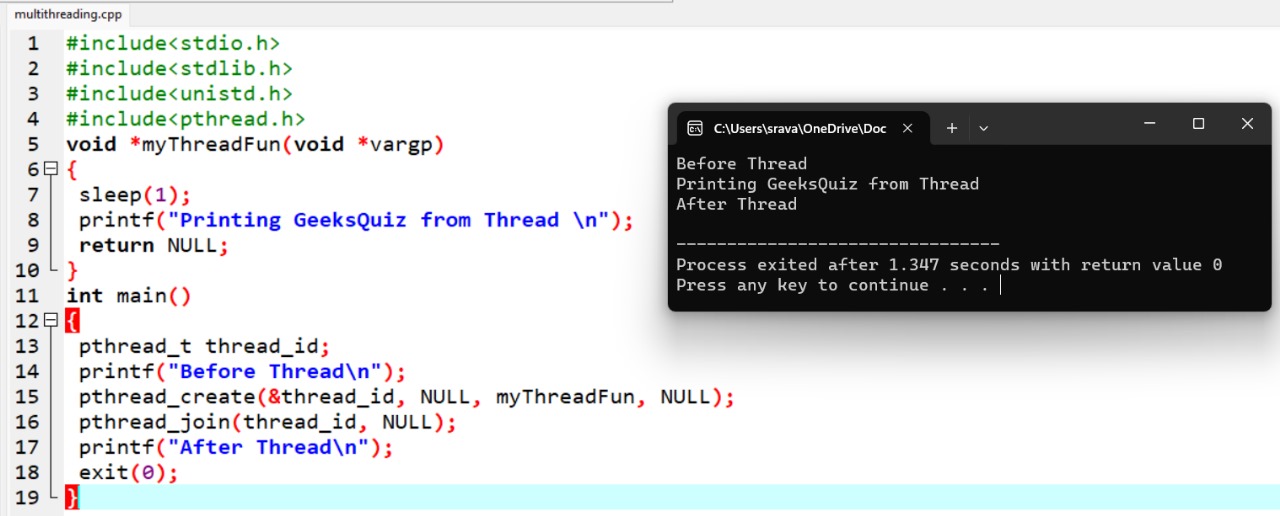 multithreading.cpp
1 #include<stdio.h>
2 #include<stdlib.h>
3 #include<unistd.h>
4 #include<pthread.h>
5 void *myThreadFun(void *vargp)
6 {
7 sleep(1);
8 printf("Printing GeeksQuiz from Thread \n");
9 return NULL;
10 }
11 int main()
12 {
13 pthread_t thread_id;
14 printf("Before Thread\n");
15 pthread_create(&thread_id, NULL, myThreadFun, NULL);
16 pthread_join(thread_id, NULL);
17 printf("After Thread\n");
18 exit(0);
19 }
C:\Users\srava\OneDrive\Doc
Before Thread
Printing GeeksQuiz from Thread
After Thread
--------------------------------
Process exited after 1.347 seconds with return value 0
Press any key to continue . . .